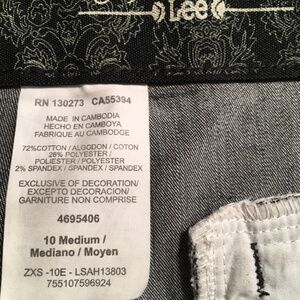 Lee
RN 130273 CA55394
MADE IN CAMBODIA
HECHO EN CAMBOYA
FABRIQUE AU CAMBODGE
72%COTTON / ALGODON / COTON
26% POLYESTER /
POLIESTER / POLYESTER
2% SPANDEX / SPANDEX / SPANDEX
EXCLUSIVE OF DECORATION/
EXCEPTO DECORACION/
GARNITURE NON COMPRISE
4695406
10 Medium /
Mediano / Moyen
ZXS -10E - LSAH13803
755107596924